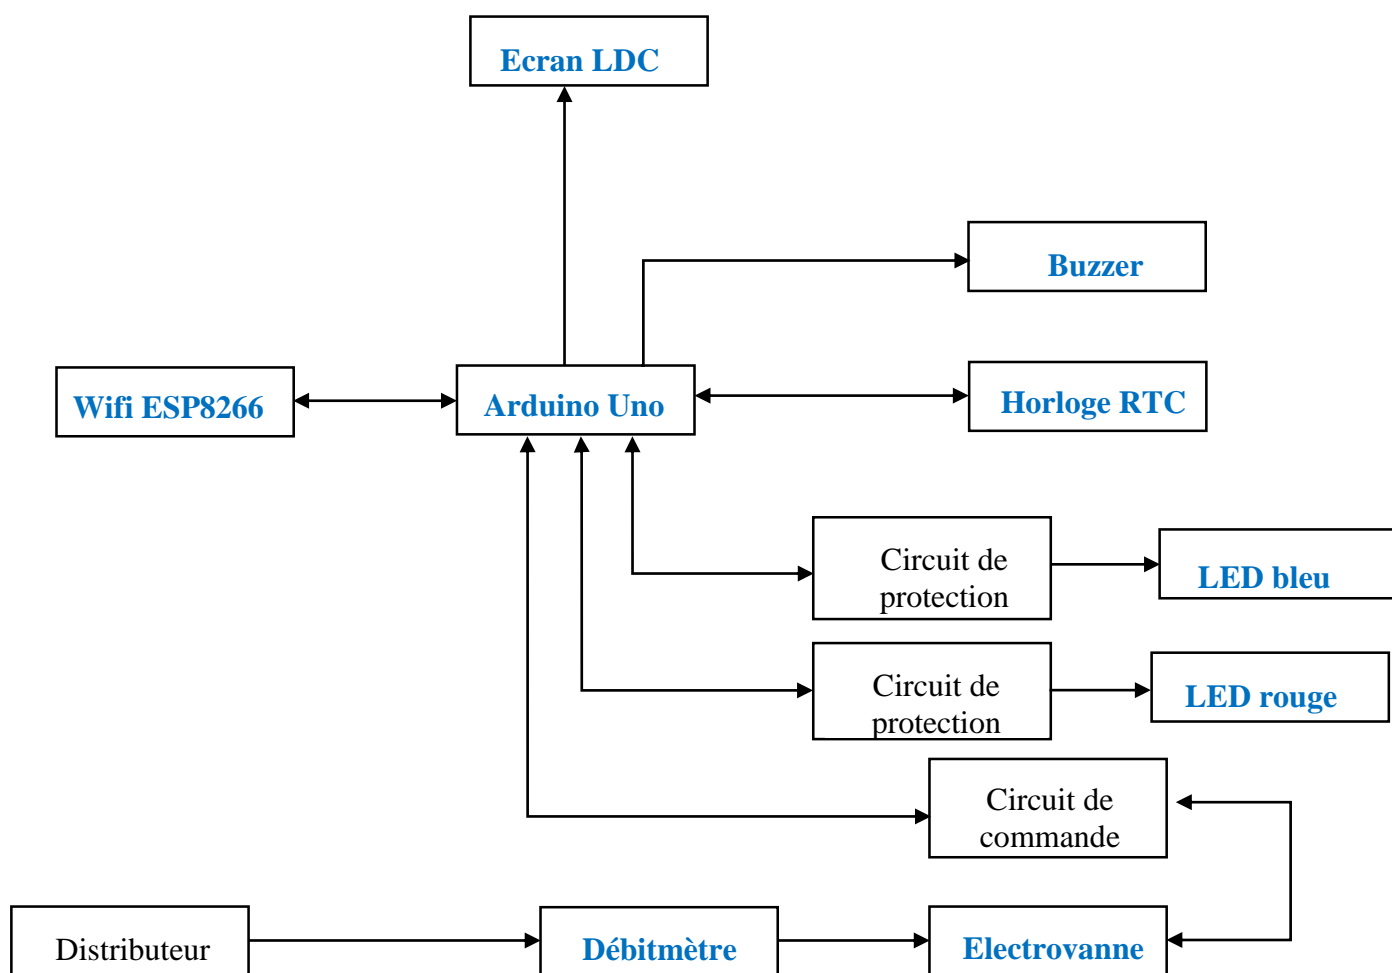 Ecran LDC
Buzzer
Wifi ESP8266
Arduino Uno
Horloge RTC
Circuit de
protection
LED bleu
Circuit de
protection
LED rouge
Circuit de
commande
Distributeur
Débitmètre
Electrovanne